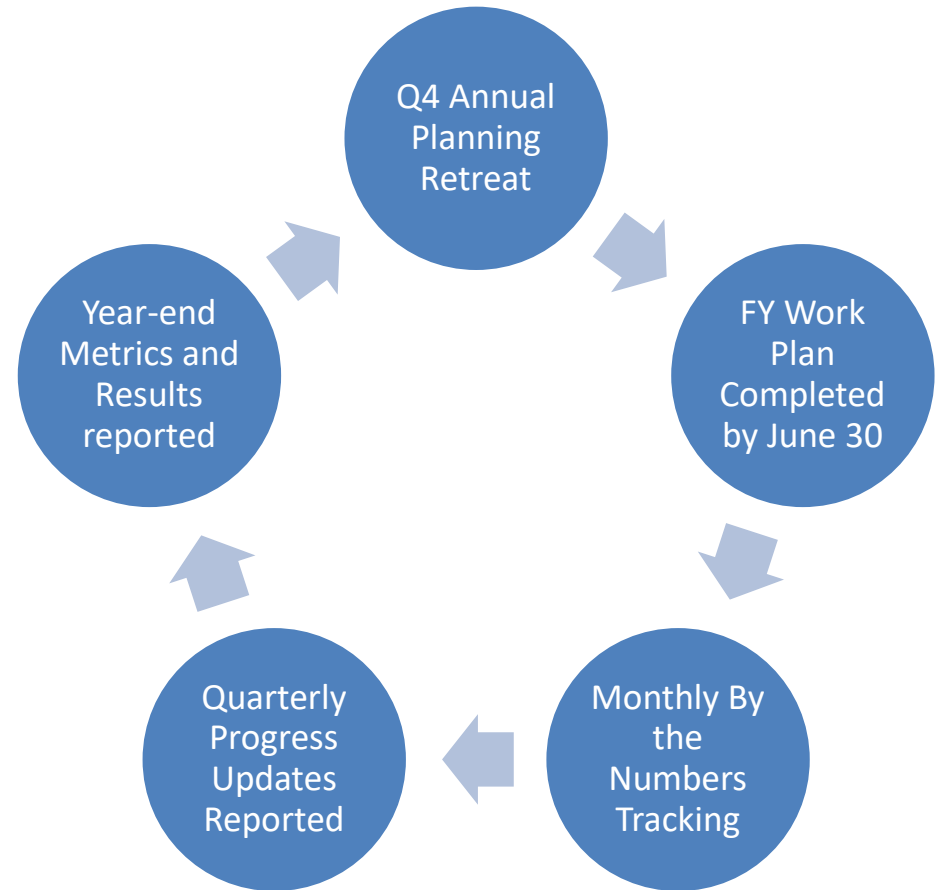 Q4 Annual
Planning
Retreat
FY Work
Plan
Completed
by June 30
Monthly By
the
Numbers
Tracking
Quarterly
Progress
Updates
Reported
Year-end
Metrics and
Results
reported